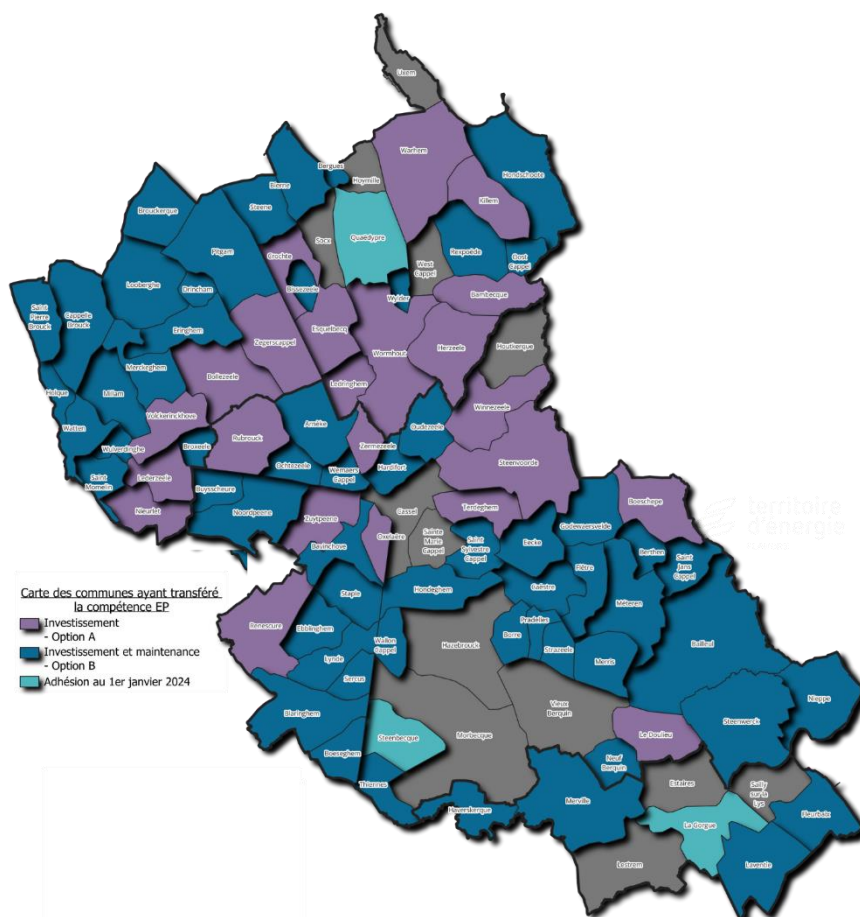 Uxem
Warhem
Hondschoote
Bergues
Hoymille
Bierne
Killem
Steene
Brouckerque
Quaëdypre
Socx
Rexpoëde
Oost
Cappel
West
Cappel
Pitgam
Crochte
Bissezeele
Looberghe
Drincham
Wylder
Bambecque
Saint
Pierre
Brouck
Cappelle
Brouck
Eringhem
Esquelbecq
Zegerscappel
Wormhout
Herzeele
Houtkerque
Merckeghem
Bollezeele
Ledringhem
Holque
Millam
Winnezeele
Volckerinckhove
Watten
Arnèke
Oudezeele
Wulverdinghe
Broxeele
Rubrouck
Zermezeele
Steenvoorde
Ochtezeele
Wemaers
Cappel
Hardifort
Saint
Momelin
Lederzeele
Buysscheure
Boeschepe
Nieurlet
Noordpeene
Cassel
Terdeghem
territoire
d'énergie
Zuytpeene
Oxelaëre
Sainte
Marie
Cappel
Saint
Sylvestre
Cappel
Eecke
Godewaersvelde
Bavinchove
Berthen
Saint
Jans
Cappel
Flêtre
Caëstre
Hondeghem
Staple
Méteren
Carte des communes ayant transféré
la compétence EP
Investissement
- Option A
Investissement et maintenance
- Option B
Adhésion au 1er janvier 2024
Renescure
Ebblinghem
Wallon
Cappel
Pradelles
Borre
Strazeele
Bailleul
Hazebrouck
Lynde
Merris
Sercus
Nieppe
Blaringhem
Vieux
Berquin
Steenwerck
Steenbecque
Morbecque
Le Doulieu
Boeseghem
Neuf
Berquin
Thiennes
Estaires
Sailly
sur la
Lys
Merville
Haverskerque
Fleurbaix
La Gorgue
Laventie
Lestrem